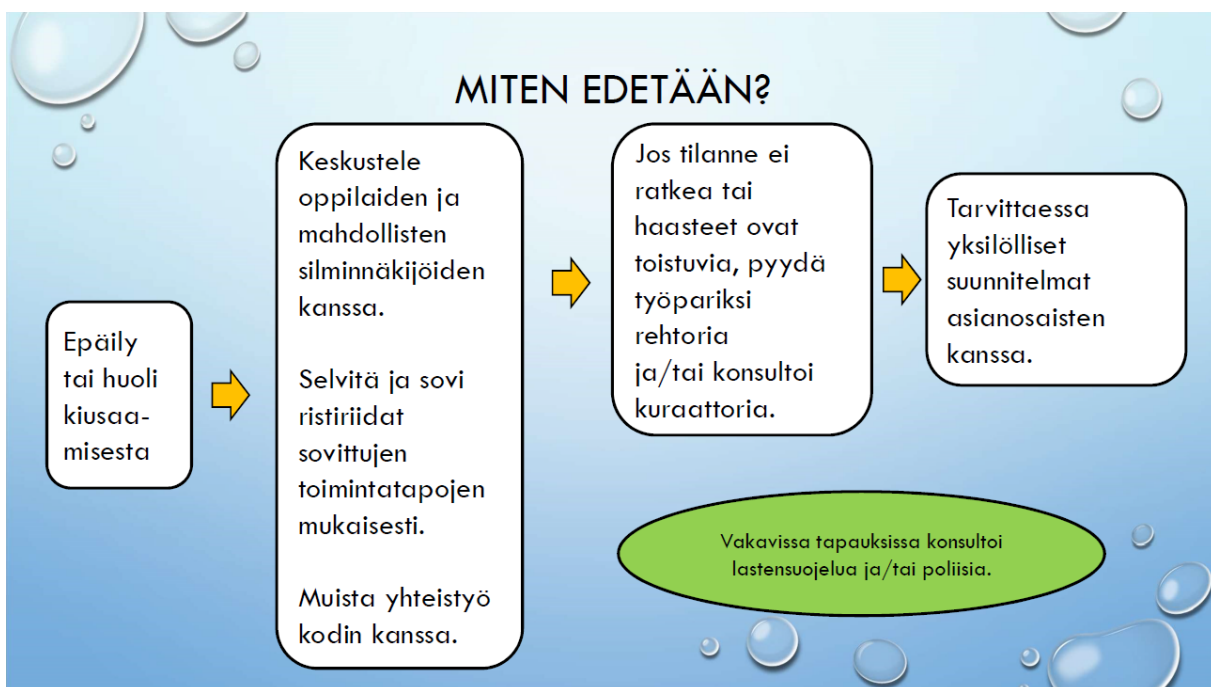 MITEN EDETÄÄN?
Epäily
tai huoli
kiusaa-
misesta
Keskustele
oppilaiden ja
mahdollisten
silminnäkijöiden
kanssa.
Selvitä ja sovi
ristiriidat
sovittujen
toimintatapojen
mukaisesti.
Muista yhteistyö
kodin kanssa.
Jos tilanne ei
ratkea tai
haasteet ovat
toistuvia, pyydä
työpariksi
rehtoria
ja/tai konsultoi
kuraattoria.
Tarvittaessa
yksilölliset
suunnitelmat
asianosaisten
kanssa.
Vakavissa tapauksissa konsultoi
lastensuojelua ja/tai poliisia.